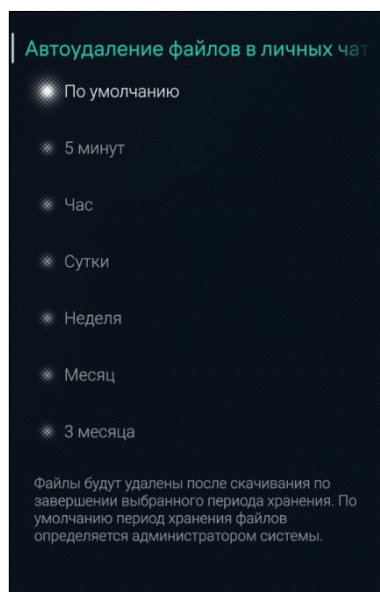 Автоудаление файлов в личных чат
По умолчанию
5 минут
Час
Сутки
Неделя
Месяц
3 месяца
Файлы будут удалены после скачивания по
завершении выбранного периода хранения. По
умолчанию период хранения файлов
определяется администратором системы.